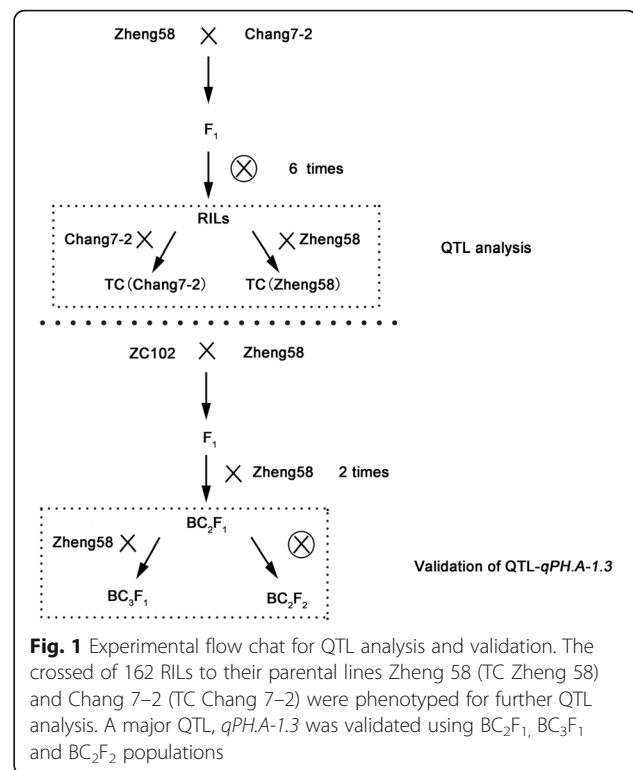 Zheng58 X Chang7-2
F₁
ⓧ 6 times
RILs
Chang7-2 X X Zheng58
QTL analysis
TC(Chang7-2) TC(Zheng58)
ZC102 X Zheng58
F₁
X Zheng58 2 times
BC₂F₁
Zheng58 X ⓧ
Validation of QTL-qPH.A-1.3
BC₃F₁ BC₂F₂
Fig. 1 Experimental flow chat for QTL analysis and validation. The
crossed of 162 RILs to their parental lines Zheng 58 (TC Zheng 58)
and Chang 7–2 (TC Chang 7–2) were phenotyped for further QTL
analysis. A major QTL, qPH.A-1.3 was validated using BC₂F₁, BC₃F₁
and BC₂F₂ populations